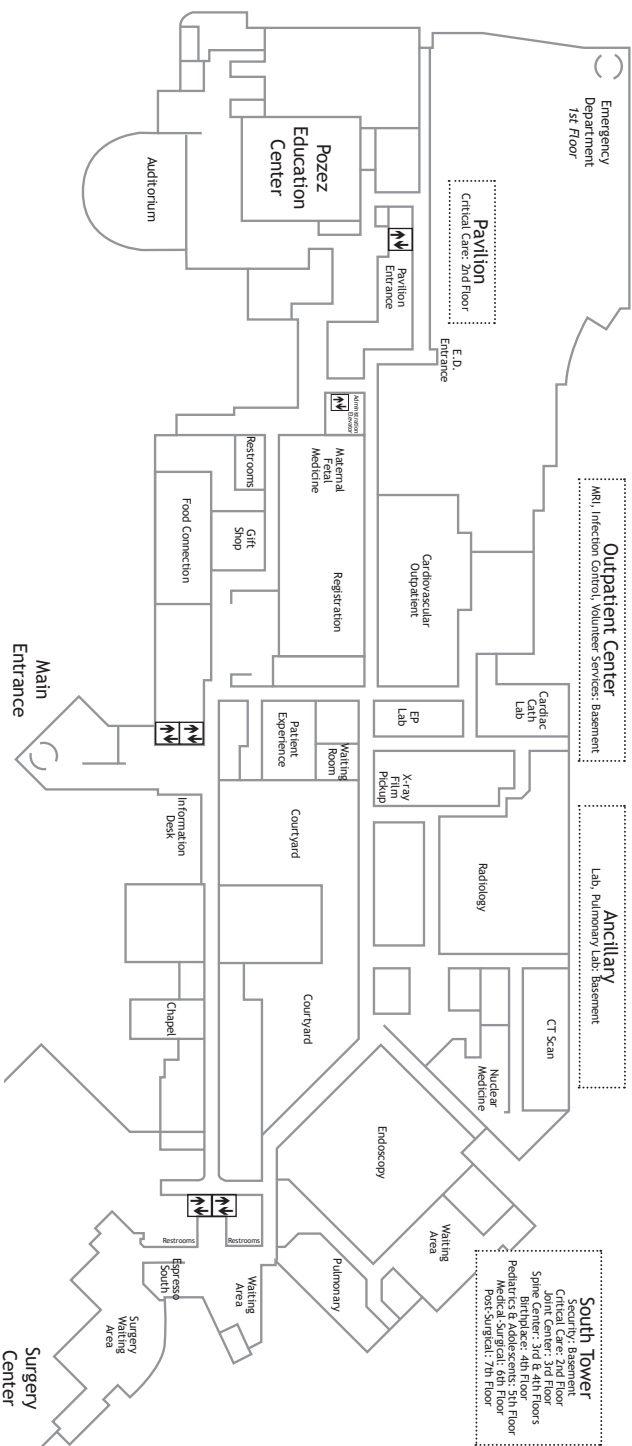 Emergency
Department
1st Floor
Pavilion
Critical Care: 2nd Floor
Outpatient Center
MRI, Infection Control, Volunteer Services: Basement
Ancillary
Lab, Pulmonary Lab: Basement
South Tower
Security: Basement
Critical Care: 2nd Floor
Joint Center: 3rd Floor
Spine Center: 3rd & 4th Floors
Birthplace: 4th Floor
Pediatrics & Adolescents: 5th Floor
Medical-Surgical: 6th Floor
Post-Surgical: 7th Floor
E.D.
Entrance
Pavilion
Entrance
Pozez
Education
Center
Auditorium
Administration
Elevator
Maternal
Fetal
Medicine
Registration
Restrooms
Gift
Shop
Food Connection
Cardiovascular
Outpatient
Cardiac
Cath
Lab
EP
Lab
Waiting
Room
Patient
Experience
X-ray
Film
Pickup
Radiology
CT Scan
Nuclear
Medicine
Courtyard
Courtyard
Main
Entrance
Information
Desk
Chapel
Endoscopy
Waiting
Area
Pulmonary
Waiting
Area
Restrooms
Restrooms
Espresso
South
Surgery
Waiting
Area
Surgery
Center